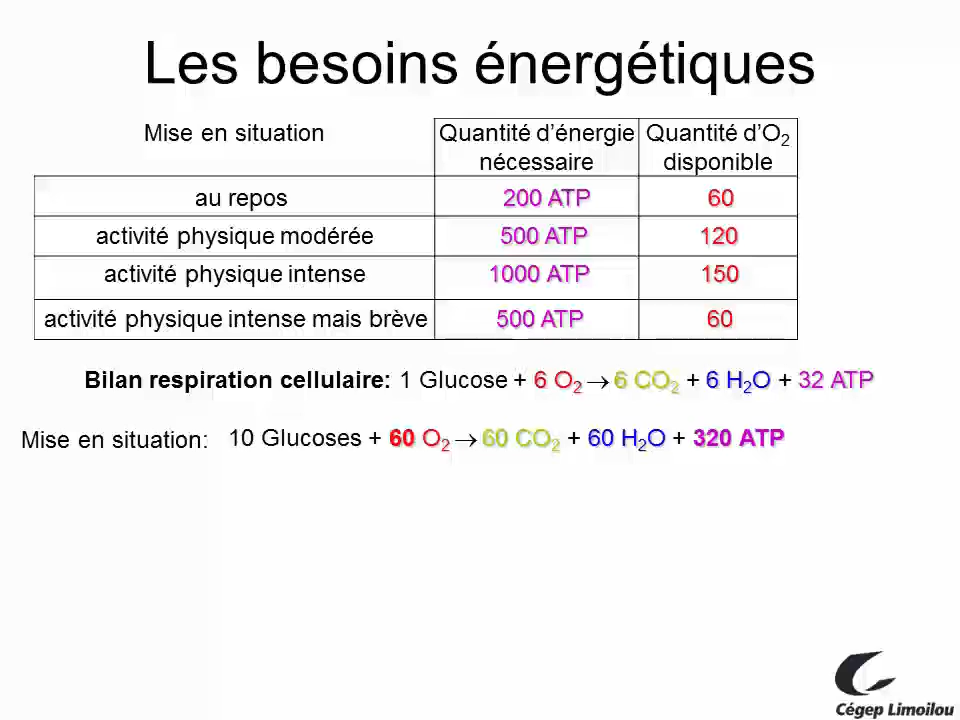 Les besoins énergétiques
Mise en situation
Quantité d’énergie nécessaire
Quantité d’O₂ disponible
au repos 200 ATP 60
activité physique modérée 500 ATP 120
activité physique intense 1000 ATP 150
activité physique intense mais brève 500 ATP 60
Bilan respiration cellulaire: 1 Glucose + 6 O₂ → 6 CO₂ + 6 H₂O + 32 ATP
Mise en situation: 10 Glucoses + 60 O₂ → 60 CO₂ + 60 H₂O + 320 ATP
Cégep Limoilou